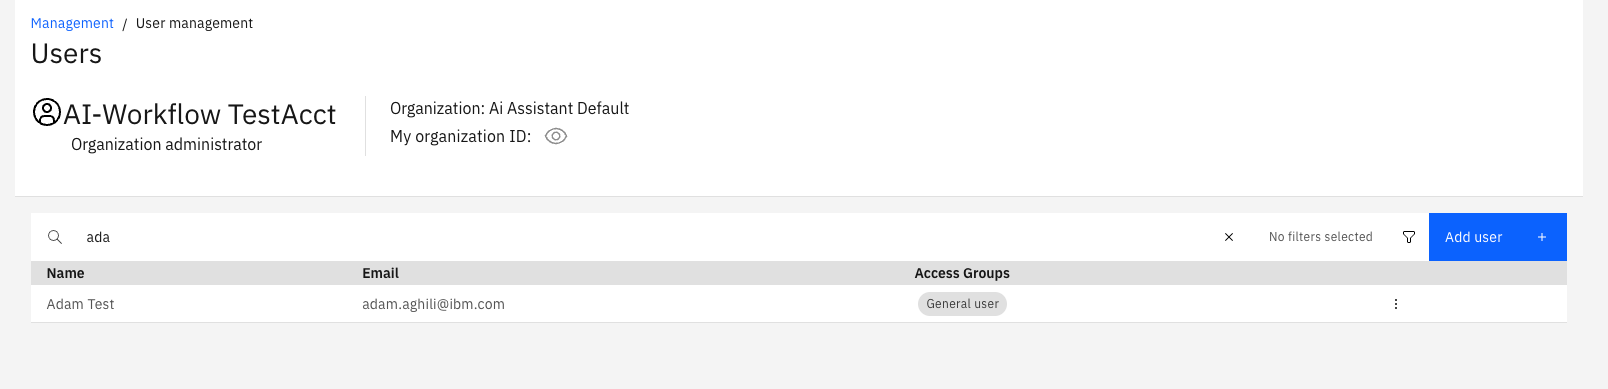 Management / User management
Users
AI-Workflow TestAcct
Organization administrator
Organization: Ai Assistant Default
My organization ID:
ada
No filters selected
Add user +
Name Email Access Groups
Adam Test adam.aghili@ibm.com General user